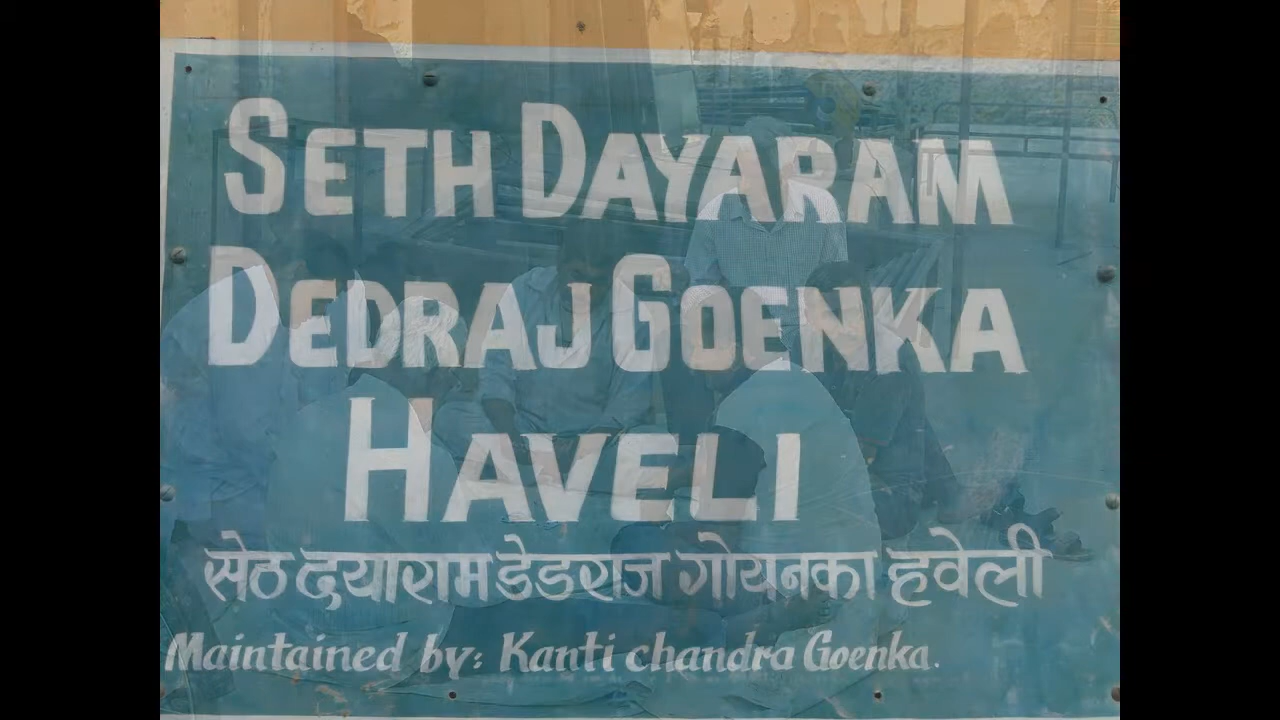 SETH DAYARAM
DEDRAJ GOENKA
HAVELI
सेठ दयाराम डेडराज गोयनका हवेली
Maintained by: Kanti chandra Goenka.